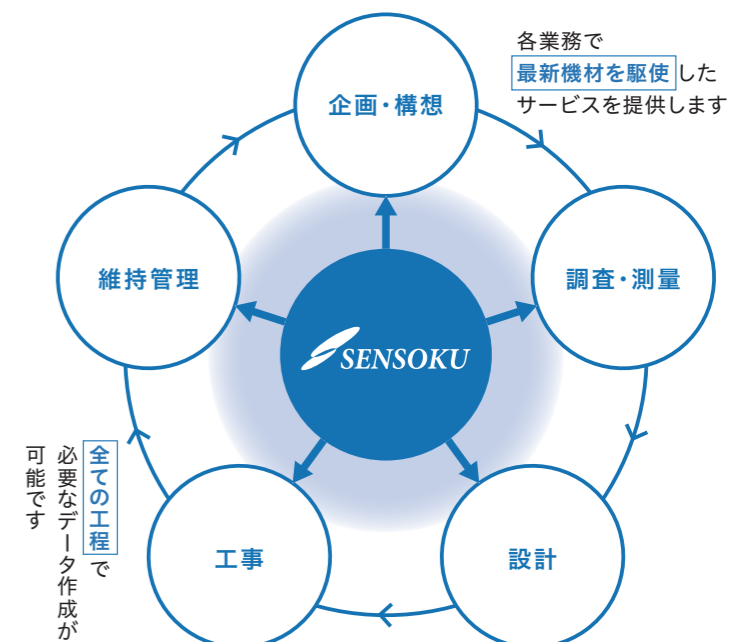 各業務で
最新機材を駆使した
サービスを提供します
企画・構想
調査・測量
設計
工事
維持管理
SENSOKU
全ての工程で
必要なデータ作成が
可能です